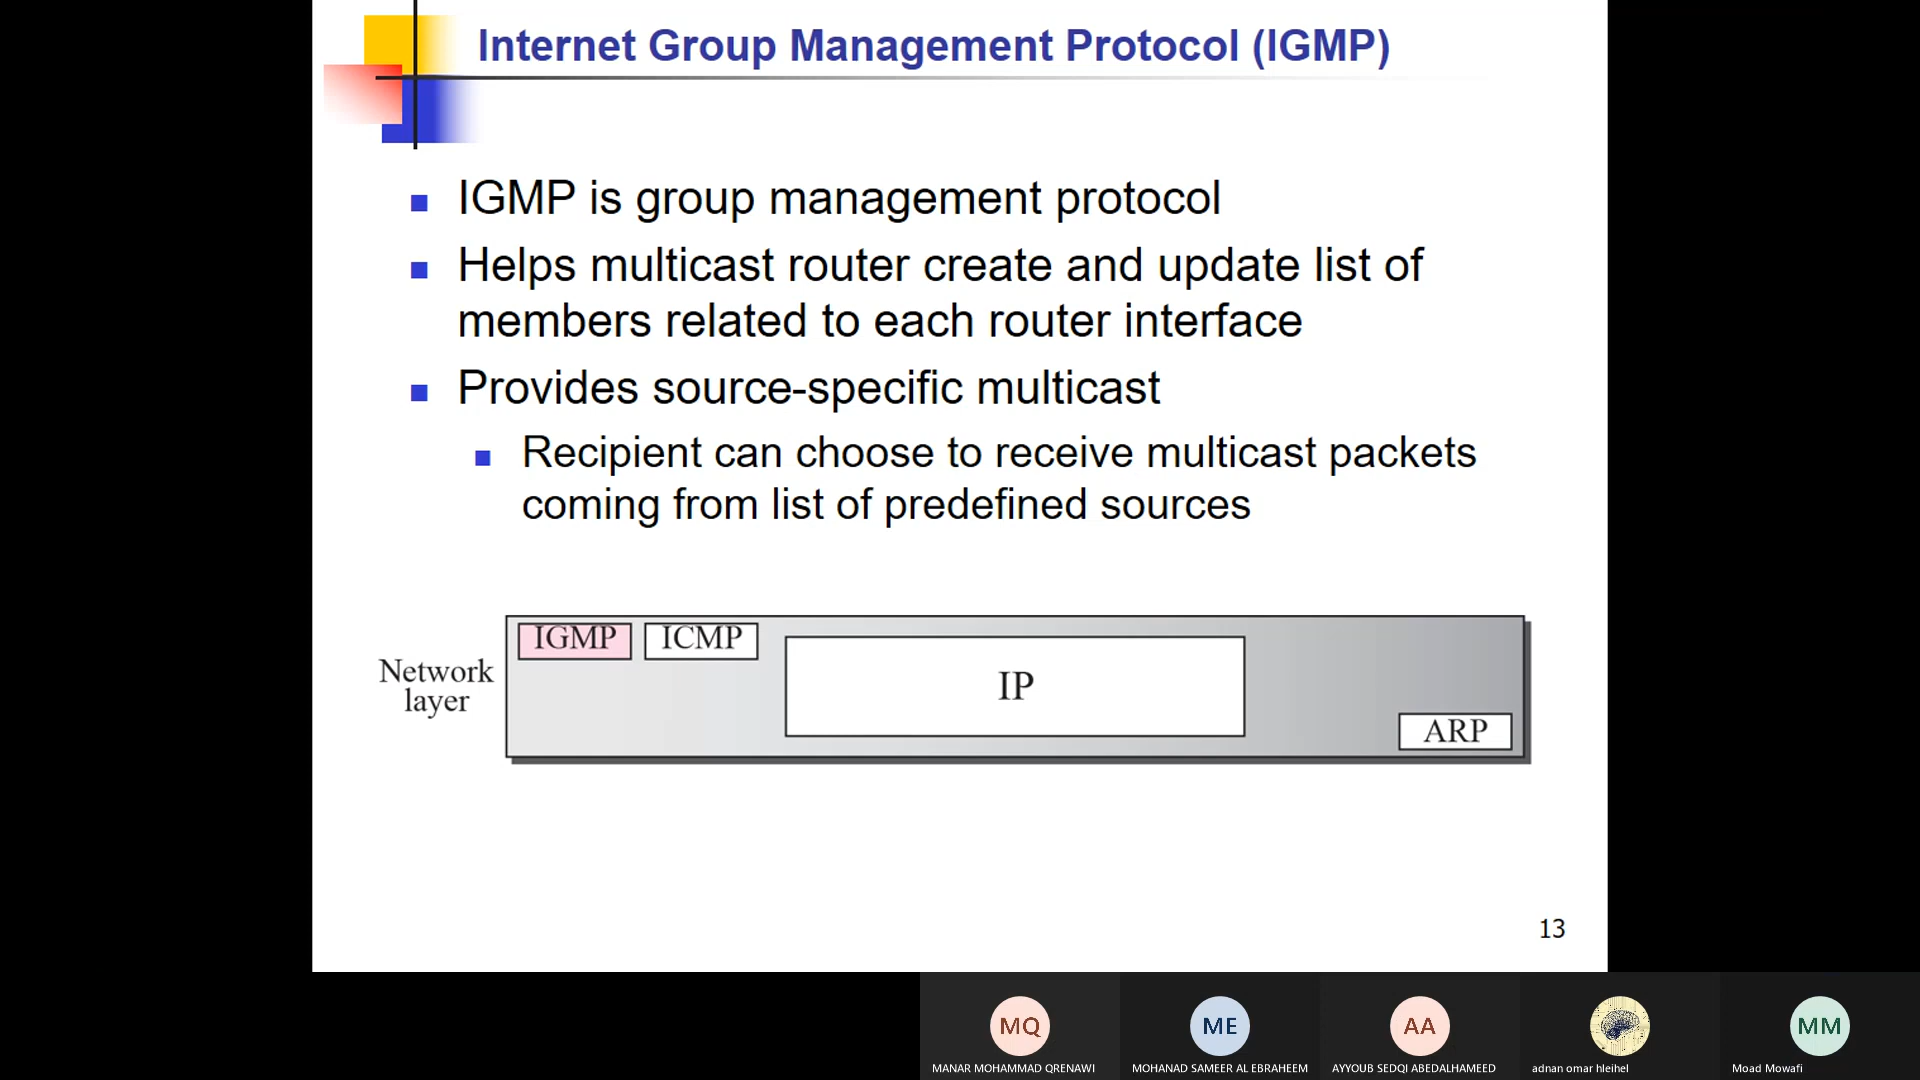 Internet Group Management Protocol (IGMP)
IGMP is group management protocol
Helps multicast router create and update list of
members related to each router interface
Provides source-specific multicast
Recipient can choose to receive multicast packets
coming from list of predefined sources
IGMP ICMP
IP
Network
layer
ARP
13
MQ ME AA MM
MANAR MOHAMMAD QRENAWI MOHANAD SAMEER AL EBRAHEEM AYYOUB SEDQI ABEDALHAMEED adnan omar hleihel Moad Mowafi